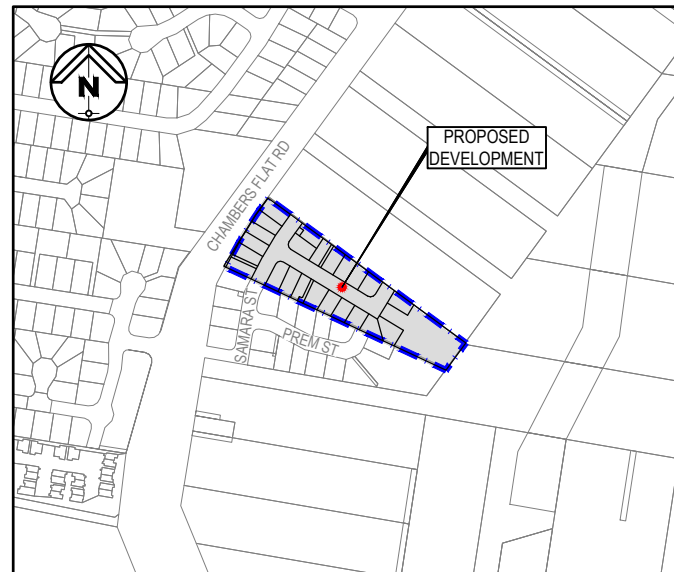 N
PROPOSED
DEVELOPMENT
CHAMBERS FLAT RD
SAMARA ST
PREM ST